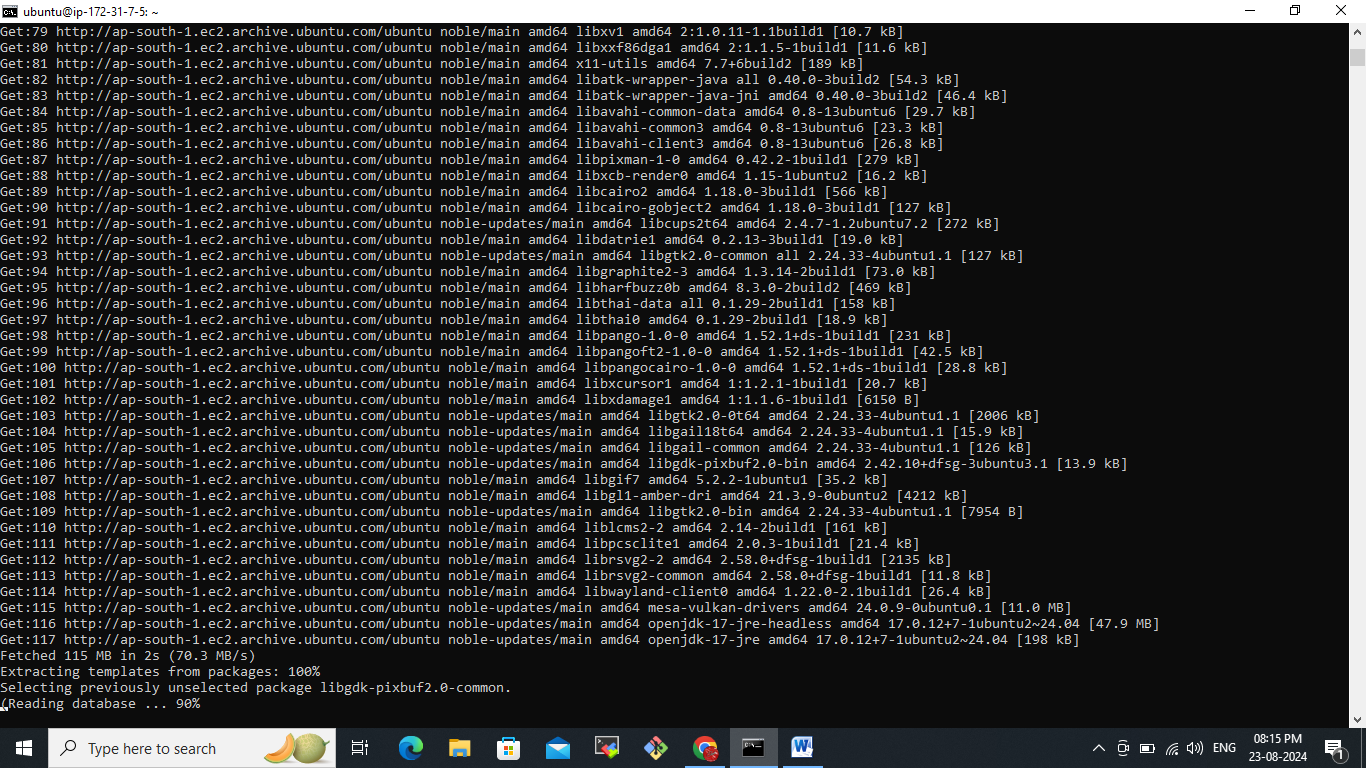 ubuntu@ip-172-31-7-5: ~
Get:79 http://ap-south-1.ec2.archive.ubuntu.com/ubuntu noble/main amd64 libxv1 amd64 2:1.0.11-1.1build1 [10.7 kB]
Get:80 http://ap-south-1.ec2.archive.ubuntu.com/ubuntu noble/main amd64 libxxf86dga1 amd64 2:1.1.5-1build1 [11.6 kB]
Get:81 http://ap-south-1.ec2.archive.ubuntu.com/ubuntu noble/main amd64 x11-utils amd64 7.7+6build2 [189 kB]
Get:82 http://ap-south-1.ec2.archive.ubuntu.com/ubuntu noble/main amd64 libatk-wrapper-java all 0.40.0-3build2 [54.3 kB]
Get:83 http://ap-south-1.ec2.archive.ubuntu.com/ubuntu noble/main amd64 libatk-wrapper-java-jni amd64 0.40.0-3build2 [46.4 kB]
Get:84 http://ap-south-1.ec2.archive.ubuntu.com/ubuntu noble/main amd64 libavahi-common-data amd64 0.8-13ubuntu6 [29.7 kB]
Get:85 http://ap-south-1.ec2.archive.ubuntu.com/ubuntu noble/main amd64 libavahi-common3 amd64 0.8-13ubuntu6 [23.3 kB]
Get:86 http://ap-south-1.ec2.archive.ubuntu.com/ubuntu noble/main amd64 libavahi-client3 amd64 0.8-13ubuntu6 [26.8 kB]
Get:87 http://ap-south-1.ec2.archive.ubuntu.com/ubuntu noble/main amd64 libpixman-1-0 amd64 0.42.2-1build1 [279 kB]
Get:88 http://ap-south-1.ec2.archive.ubuntu.com/ubuntu noble/main amd64 libxcb-render0 amd64 1.15-1ubuntu2 [16.2 kB]
Get:89 http://ap-south-1.ec2.archive.ubuntu.com/ubuntu noble/main amd64 libcairo2 amd64 1.18.0-3build1 [566 kB]
Get:90 http://ap-south-1.ec2.archive.ubuntu.com/ubuntu noble/main amd64 libcairo-gobject2 amd64 1.18.0-3build1 [127 kB]
Get:91 http://ap-south-1.ec2.archive.ubuntu.com/ubuntu noble-updates/main amd64 libcups2t64 amd64 2.4.7-1.2ubuntu7.2 [272 kB]
Get:92 http://ap-south-1.ec2.archive.ubuntu.com/ubuntu noble/main amd64 libdatrie1 amd64 0.2.13-3build1 [19.0 kB]
Get:93 http://ap-south-1.ec2.archive.ubuntu.com/ubuntu noble-updates/main amd64 libgtk2.0-common all 2.24.33-4ubuntu1.1 [127 kB]
Get:94 http://ap-south-1.ec2.archive.ubuntu.com/ubuntu noble/main amd64 libgraphite2-3 amd64 1.3.14-2build1 [73.0 kB]
Get:95 http://ap-south-1.ec2.archive.ubuntu.com/ubuntu noble/main amd64 libharfbuzz0b amd64 8.3.0-2build2 [469 kB]
Get:96 http://ap-south-1.ec2.archive.ubuntu.com/ubuntu noble/main amd64 libthai-data all 0.1.29-2build1 [158 kB]
Get:97 http://ap-south-1.ec2.archive.ubuntu.com/ubuntu noble/main amd64 libthai0 amd64 0.1.29-2build1 [18.9 kB]
Get:98 http://ap-south-1.ec2.archive.ubuntu.com/ubuntu noble/main amd64 libpango-1.0-0 amd64 1.52.1+ds-1build1 [231 kB]
Get:99 http://ap-south-1.ec2.archive.ubuntu.com/ubuntu noble/main amd64 libpangoft2-1.0-0 amd64 1.52.1+ds-1build1 [42.5 kB]
Get:100 http://ap-south-1.ec2.archive.ubuntu.com/ubuntu noble/main amd64 libpangocairo-1.0-0 amd64 1.52.1+ds-1build1 [28.8 kB]
Get:101 http://ap-south-1.ec2.archive.ubuntu.com/ubuntu noble/main amd64 libxcursor1 amd64 1:1.2.1-1build1 [20.7 kB]
Get:102 http://ap-south-1.ec2.archive.ubuntu.com/ubuntu noble/main amd64 libxdamage1 amd64 1:1.1.6-1build1 [6150 B]
Get:103 http://ap-south-1.ec2.archive.ubuntu.com/ubuntu noble-updates/main amd64 libgtk2.0-0t64 amd64 2.24.33-4ubuntu1.1 [2006 kB]
Get:104 http://ap-south-1.ec2.archive.ubuntu.com/ubuntu noble-updates/main amd64 libgail18t64 amd64 2.24.33-4ubuntu1.1 [15.9 kB]
Get:105 http://ap-south-1.ec2.archive.ubuntu.com/ubuntu noble-updates/main amd64 libgail-common amd64 2.24.33-4ubuntu1.1 [126 kB]
Get:106 http://ap-south-1.ec2.archive.ubuntu.com/ubuntu noble-updates/main amd64 libgdk-pixbuf2.0-bin amd64 2.42.10+dfsg-3ubuntu3.1 [13.9 kB]
Get:107 http://ap-south-1.ec2.archive.ubuntu.com/ubuntu noble/main amd64 libgif7 amd64 5.2.2-1ubuntu1 [35.2 kB]
Get:108 http://ap-south-1.ec2.archive.ubuntu.com/ubuntu noble/main amd64 libgl1-amber-dri amd64 21.3.9-0ubuntu2 [4212 kB]
Get:109 http://ap-south-1.ec2.archive.ubuntu.com/ubuntu noble-updates/main amd64 libgtk2.0-bin amd64 2.24.33-4ubuntu1.1 [7954 B]
Get:110 http://ap-south-1.ec2.archive.ubuntu.com/ubuntu noble/main amd64 liblcms2-2 amd64 2.14-2build1 [161 kB]
Get:111 http://ap-south-1.ec2.archive.ubuntu.com/ubuntu noble/main amd64 libpcsclite1 amd64 2.0.3-1build1 [21.4 kB]
Get:112 http://ap-south-1.ec2.archive.ubuntu.com/ubuntu noble/main amd64 librsvg2-2 amd64 2.58.0+dfsg-1build1 [2135 kB]
Get:113 http://ap-south-1.ec2.archive.ubuntu.com/ubuntu noble/main amd64 librsvg2-common amd64 2.58.0+dfsg-1build1 [11.8 kB]
Get:114 http://ap-south-1.ec2.archive.ubuntu.com/ubuntu noble/main amd64 libwayland-client0 amd64 1.22.0-2.1build1 [26.4 kB]
Get:115 http://ap-south-1.ec2.archive.ubuntu.com/ubuntu noble-updates/main amd64 mesa-vulkan-drivers amd64 24.0.9-0ubuntu0.1 [11.0 MB]
Get:116 http://ap-south-1.ec2.archive.ubuntu.com/ubuntu noble-updates/main amd64 openjdk-17-jre-headless amd64 17.0.12+7-1ubuntu2~24.04 [47.9 MB]
Get:117 http://ap-south-1.ec2.archive.ubuntu.com/ubuntu noble-updates/main amd64 openjdk-17-jre amd64 17.0.12+7-1ubuntu2~24.04 [198 kB]
Fetched 115 MB in 2s (70.3 MB/s)
Extracting templates from packages: 100%
Selecting previously unselected package libgdk-pixbuf2.0-common.
(Reading database ... 90%
Type here to search
ENG
08:15 PM
23-08-2024
1